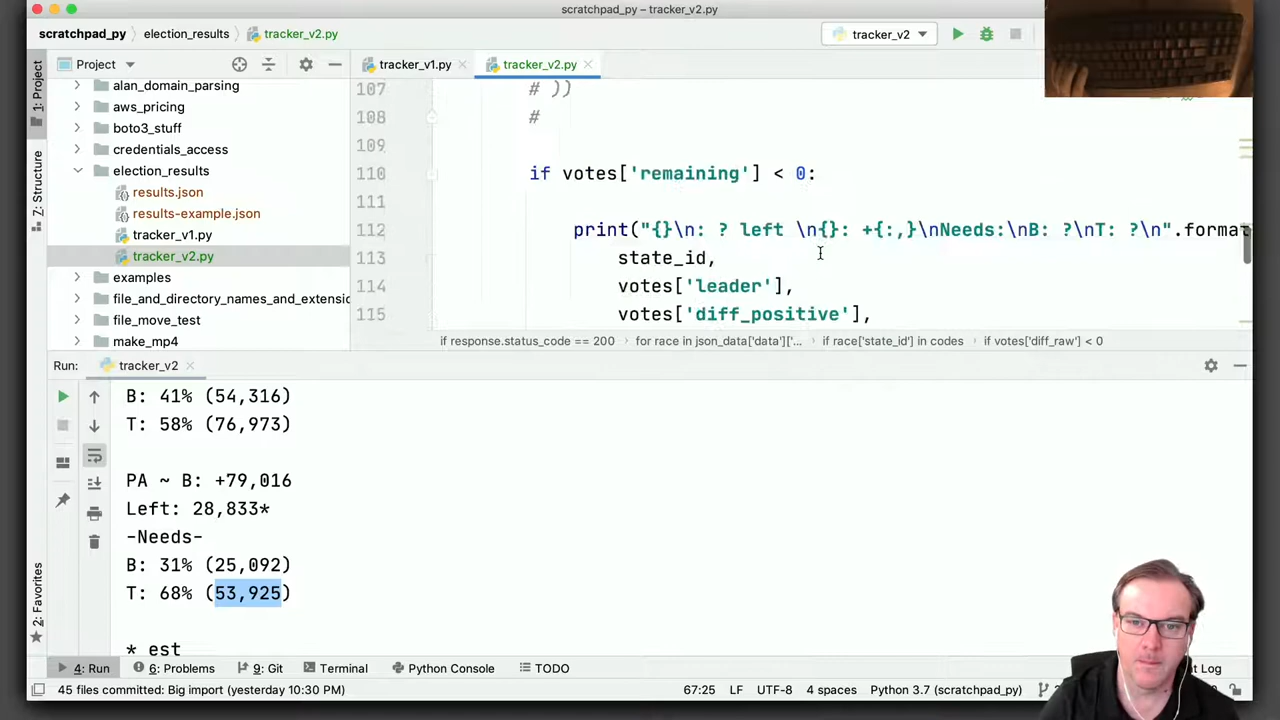 scratchpad_py – tracker_v2.py
scratchpad_py election_results tracker_v2.py
tracker_v2
Project
tracker_v1.py
tracker_v2.py
1: Project
Z: Structure
2: Favorites
alan_domain_parsing
aws_pricing
boto3_stuff
credentials_access
election_results
results.json
results-example.json
tracker_v1.py
tracker_v2.py
examples
file_and_directory_names_and_extensio
file_move_test
make_mp4
107 # ))
108 #
109
110 if votes['remaining'] < 0:
111
112 print("{}\n: ? left \n{}: +{:,}\nNeeds:\nB: ?\nT: ?\n".format
113 state_id,
114 votes['leader'],
115 votes['diff_positive'],
if response.status_code == 200 for race in json_data['data']['... if race['state_id'] in codes if votes['diff_raw'] < 0
Run: tracker_v2
B: 41% (54,316)
T: 58% (76,973)
PA ~ B: +79,016
Left: 28,833*
-Needs-
B: 31% (25,092)
T: 68% (53,925)
* est
4: Run 6: Problems 9: Git Terminal Python Console TODO t Log
45 files committed: Big import (yesterday 10:30 PM) 67:25 LF UTF-8 4 spaces Python 3.7 (scratchpad_py)